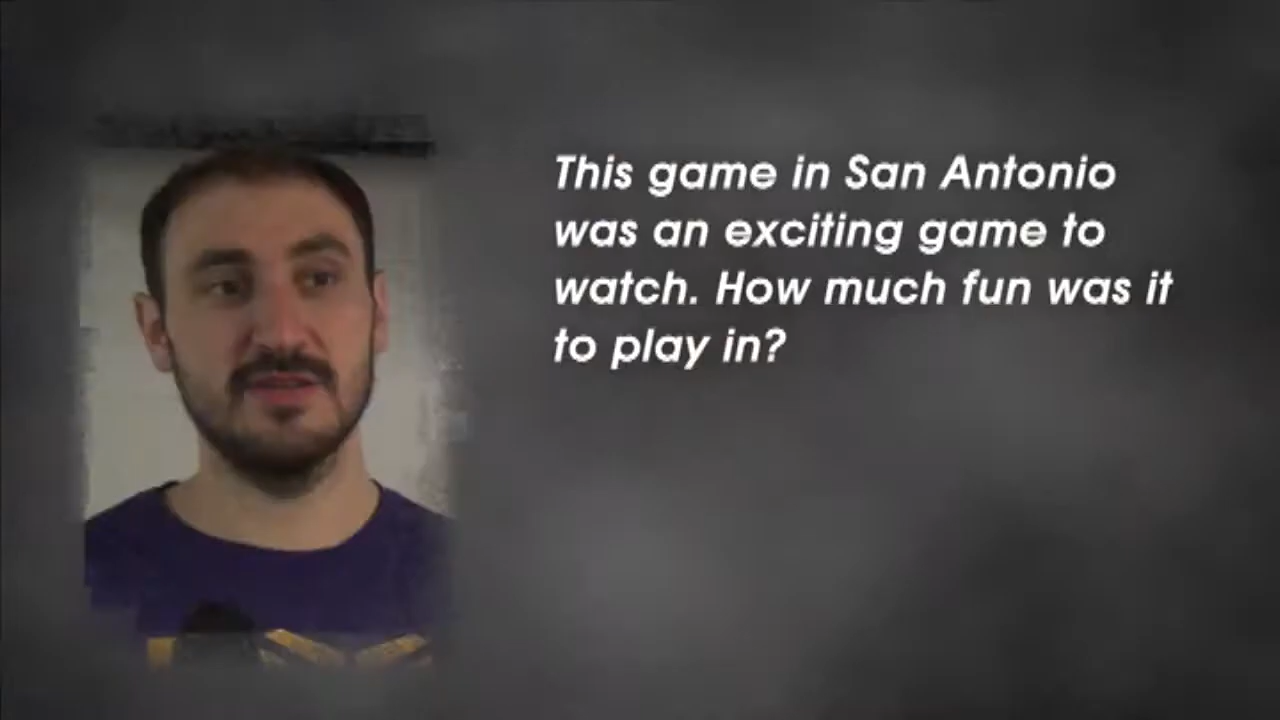 This game in San Antonio
was an exciting game to
watch. How much fun was it
to play in?